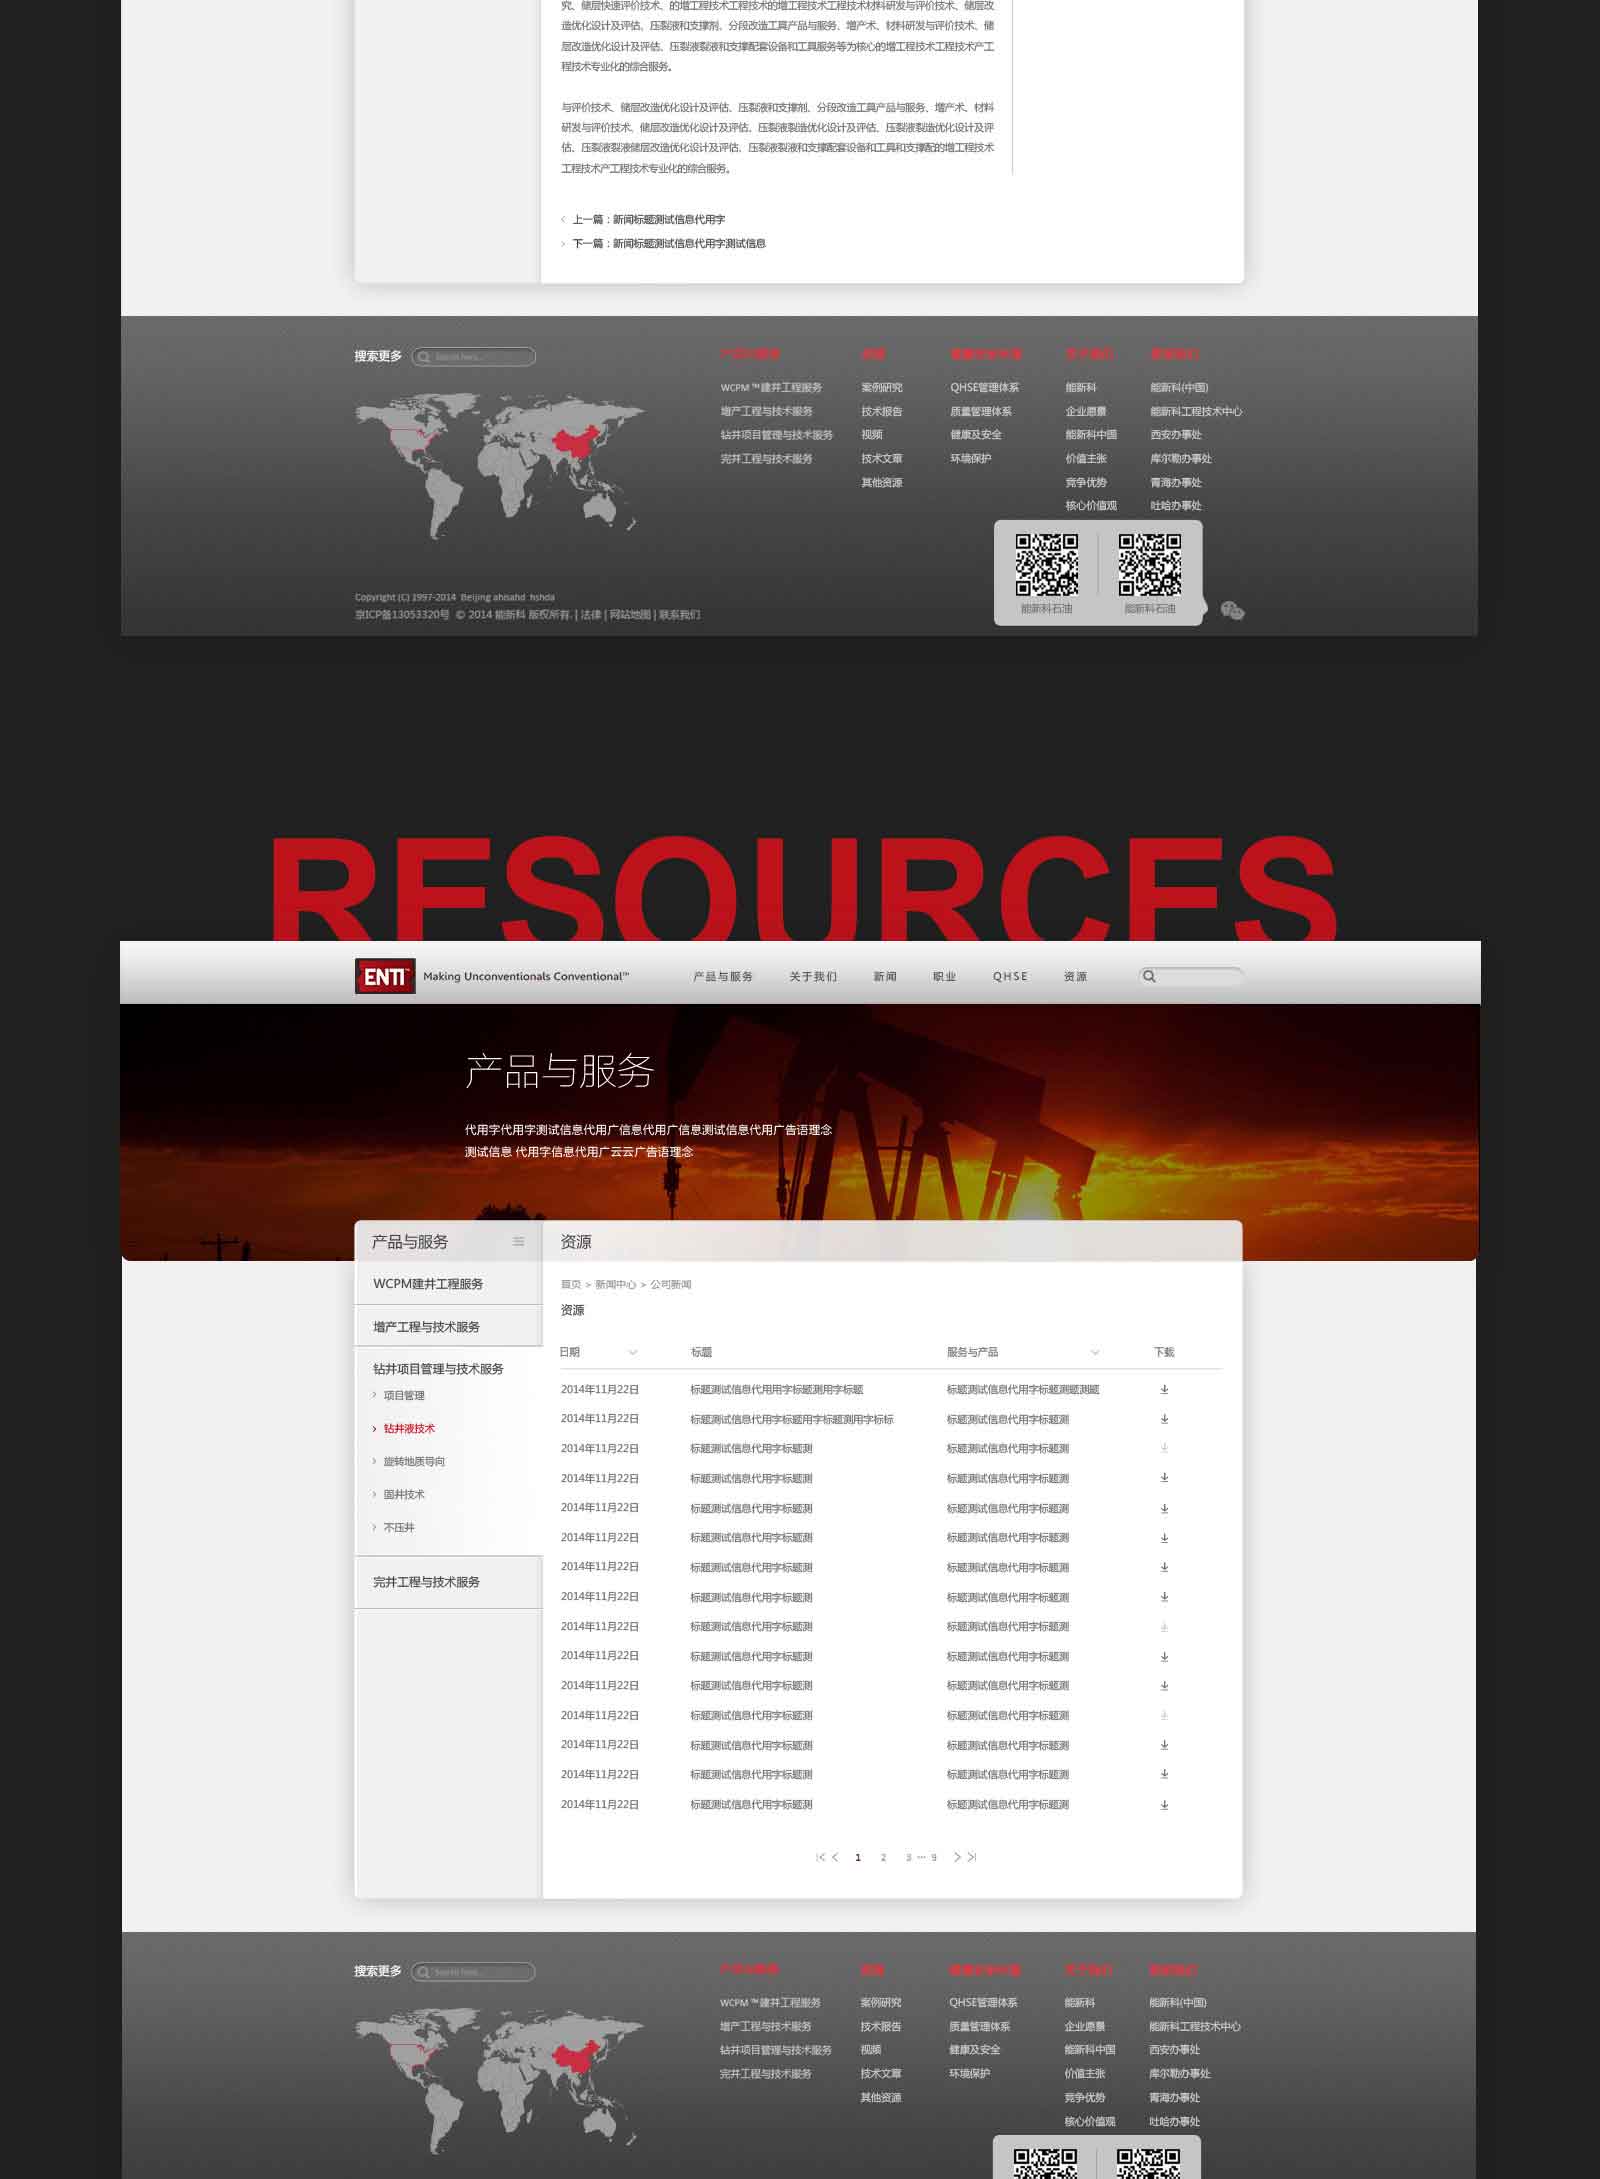 究、储层快速评价技术、的增工程技术工程技术的增工程技术工程技术材料研发与评价技术、储层改
造优化设计及评估、压裂液和支撑剂、分段改造工具产品与服务、增产术、材料研发与评价技术、储
层改造优化设计及评估、压裂液裂液和支撑配套设备和工具服务等为核心的增工程技术工程技术产工
程技术专业化的综合服务。
与评价技术、储层改造优化设计及评估、压裂液和支撑剂、分段改造工具产品与服务、增产术、材料
研发与评价技术、储层改造优化设计及评估、压裂液裂造优化设计及评估、压裂液裂造优化设计及评
估、压裂液裂液储层改造优化设计及评估、压裂液裂液和支撑配套设备和工具和支撑配的增工程技术
工程技术产工程技术专业化的综合服务。
上一篇：新闻标题测试信息代用字
下一篇：新闻标题测试信息代用字测试信息
搜索更多 Search here...
产品与服务 资源 关于我们 联系我们
WCPM™建井工程服务 案例研究 QHSE管理体系 能新科 能新科(中国)
增产工程与技术服务 技术报告 质量管理体系 企业愿景 能新科工程技术中心
钻井项目管理与技术服务 视频 健康及安全 能新科中国 西安办事处
完井工程与技术服务 技术文章 环境保护 价值主张 库尔勒办事处
其他资源 竞争优势 青海办事处
核心价值观 吐哈办事处
能新科石油 能新科石油
Copyright (C) 1997-2014 Beijing ahisahd hshda
京ICP备13053320号 © 2014 能新科 版权所有. | 法律 | 网站地图 | 联系我们
RESOURCES
ENTI™ Making Unconventionals Conventional™ 产品与服务 关于我们 新闻 职业 QHSE 资源
产品与服务
代用字代用字测试信息代用广信息代用广信息测试信息代用广告语理念
测试信息 代用字信息代用广云云广告语理念
产品与服务
WCPM建井工程服务
增产工程与技术服务
钻井项目管理与技术服务
项目管理
钻井液技术
旋转地质导向
固井技术
不压井
完井工程与技术服务
资源
首页 > 新闻中心 > 公司新闻
资源
日期 标题 服务与产品 下载
2014年11月22日 标题测试信息代用用字标题测用字标题 标题测试信息代用字标题测题测题
2014年11月22日 标题测试信息代用字标题用字标题测用字标标 标题测试信息代用字标题测
2014年11月22日 标题测试信息代用字标题测 标题测试信息代用字标题测
2014年11月22日 标题测试信息代用字标题测 标题测试信息代用字标题测
2014年11月22日 标题测试信息代用字标题测 标题测试信息代用字标题测
2014年11月22日 标题测试信息代用字标题测 标题测试信息代用字标题测
2014年11月22日 标题测试信息代用字标题测 标题测试信息代用字标题测
2014年11月22日 标题测试信息代用字标题测 标题测试信息代用字标题测
2014年11月22日 标题测试信息代用字标题测 标题测试信息代用字标题测
2014年11月22日 标题测试信息代用字标题测 标题测试信息代用字标题测
2014年11月22日 标题测试信息代用字标题测 标题测试信息代用字标题测
2014年11月22日 标题测试信息代用字标题测 标题测试信息代用字标题测
2014年11月22日 标题测试信息代用字标题测 标题测试信息代用字标题测
2014年11月22日 标题测试信息代用字标题测 标题测试信息代用字标题测
2014年11月22日 标题测试信息代用字标题测 标题测试信息代用字标题测
1 2 3 ... 9
搜索更多 Search here...
产品与服务 资源 关于我们 联系我们
WCPM™建井工程服务 案例研究 QHSE管理体系 能新科 能新科(中国)
增产工程与技术服务 技术报告 质量管理体系 企业愿景 能新科工程技术中心
钻井项目管理与技术服务 视频 健康及安全 能新科中国 西安办事处
完井工程与技术服务 技术文章 环境保护 价值主张 库尔勒办事处
其他资源 竞争优势 青海办事处
核心价值观 吐哈办事处